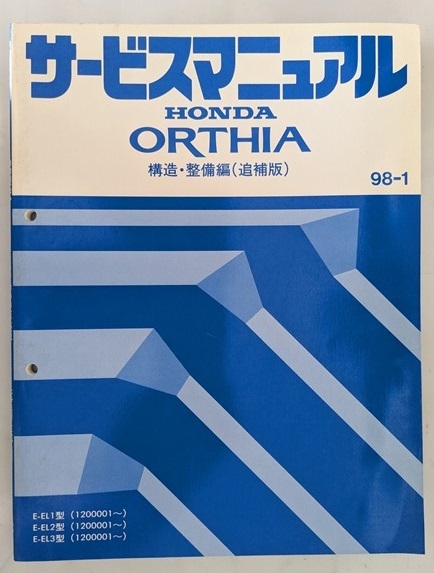 サービスマニュアル
HONDA
ORTHIA
構造・整備編（追補版）
98-1
E-EL1型（1200001〜）
E-EL2型（1200001〜）
E-EL3型（1200001〜）